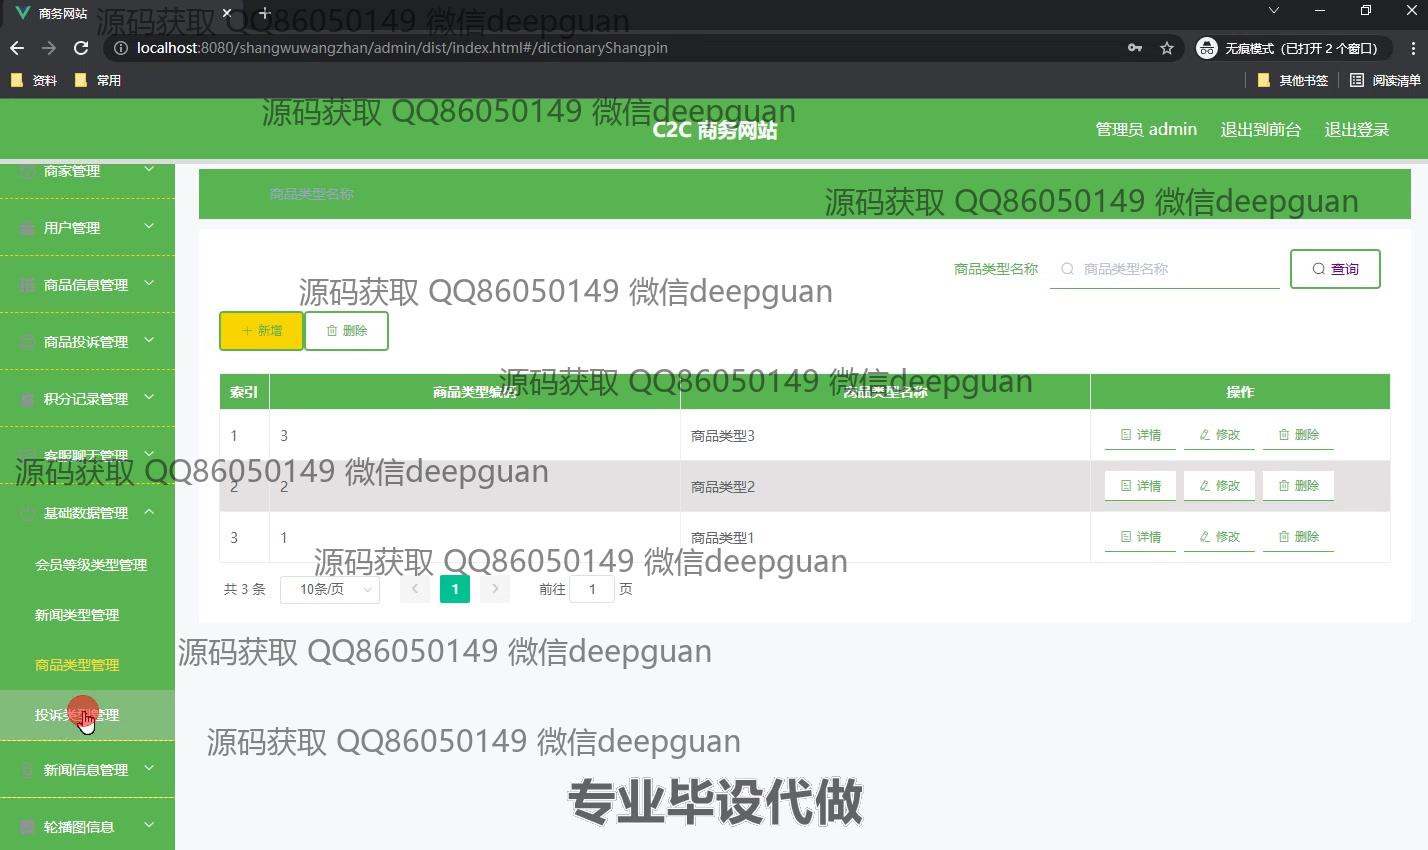 商务网站
源码获取 QQ86050149 微信deepguan
localhost:8080/shangwuwangzhan/admin/dist/index.html#/dictionaryShangpin
无痕模式（已打开 2 个窗口）
资料
常用
其他书签
阅读清单
源码获取 QQ86050149 微信deepguan
C2C 商务网站
管理员 admin
退出到前台
退出登录
商家管理
商品类型名称
源码获取 QQ86050149 微信deepguan
用户管理
商品信息管理
商品类型名称
商品类型名称
查询
源码获取 QQ86050149 微信deepguan
新增
删除
商品投诉管理
源码获取 QQ86050149 微信deepguan
索引
商品类型编码
商品类型名称
操作
积分记录管理
1
3
商品类型3
详情
修改
删除
客服聊天管理
源码获取 QQ86050149 微信deepguan
2
2
商品类型2
详情
修改
删除
基础数据管理
3
1
商品类型1
详情
修改
删除
会员等级类型管理
源码获取 QQ86050149 微信deepguan
共 3 条
10条/页
1
前往
1
页
新闻类型管理
源码获取 QQ86050149 微信deepguan
商品类型管理
投诉类型管理
源码获取 QQ86050149 微信deepguan
新闻信息管理
专业毕设代做
轮播图信息